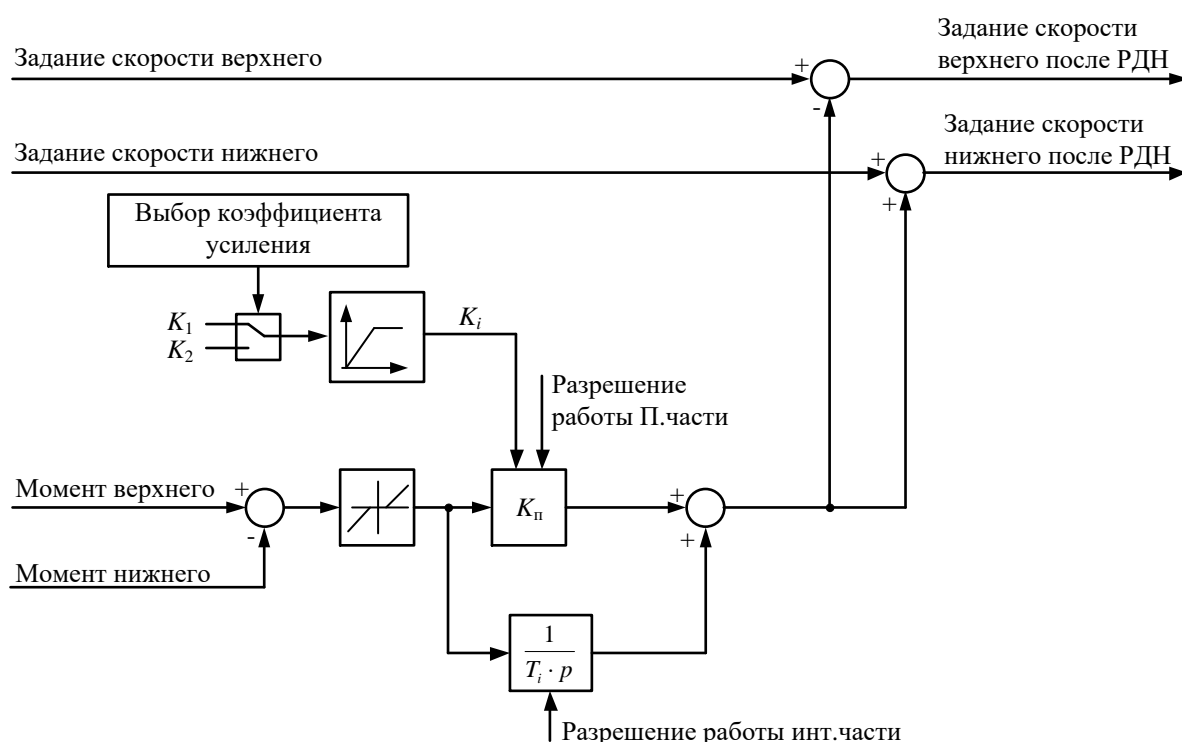 Задание скорости верхнего
+
-
Задание скорости
верхнего после РДН
Задание скорости нижнего
+
+
Задание скорости
нижнего после РДН
Выбор коэффициента
усиления
K1
K2
Ki
Разрешение
работы П.части
Момент верхнего
+
-
Момент нижнего
Kп
+
+
1
Ti · p
Разрешение работы инт.части